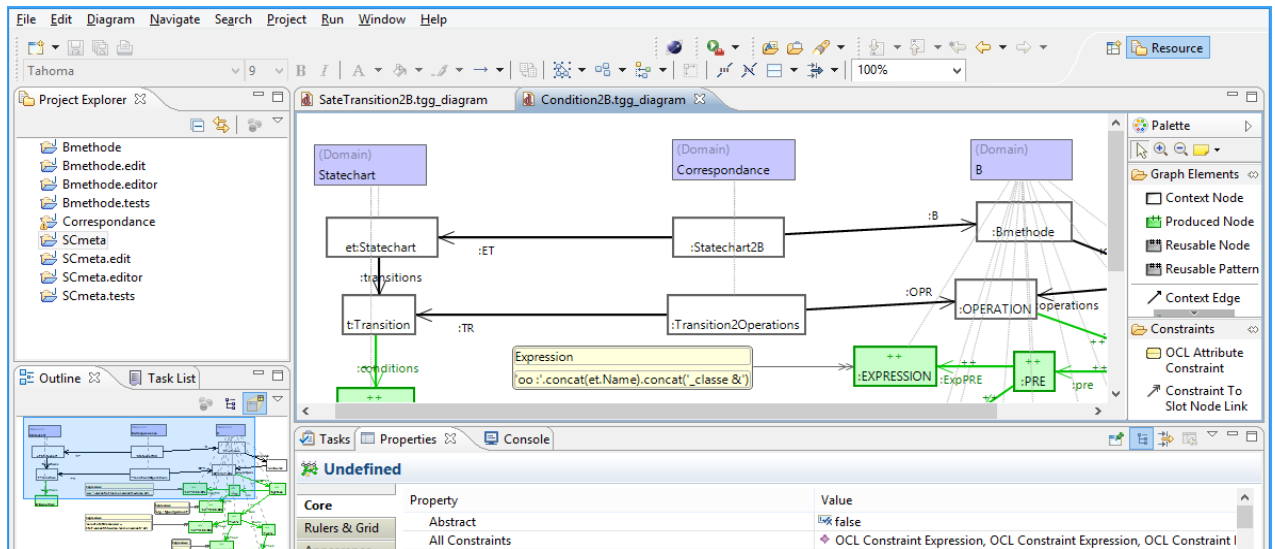 File Edit Diagram Navigate Search Project Run Window Help
Resource
Tahoma 9 B I A 100%
Project Explorer
Bmethode
Bmethode.edit
Bmethode.editor
Bmethode.tests
Correspondance
SCmeta
SCmeta.edit
SCmeta.editor
SCmeta.tests
Outline Task List
SateTransition2B.tgg_diagram Condition2B.tgg_diagram
(Domain)
Statechart
(Domain)
Correspondance
(Domain)
B
et:Statechart
:ET
:Statechart2B
:B
:Bmethode
:transitions
t:Transition
:TR
:Transition2Operations
:OPR
:OPERATION
:operations
:conditions
++
Expression
'oo :'.concat(et.Name).concat('_classe &')
++
:EXPRESSION
:ExpPRE
++
:PRE
:pre
++
++
Palette
Graph Elements
Context Node
Produced Node
Reusable Node
Reusable Pattern
Context Edge
Constraints
OCL Attribute
Constraint
Constraint To
Slot Node Link
Tasks Properties Console
Undefined
Core
Rulers & Grid
Property Value
Abstract false
All Constraints OCL Constraint Expression, OCL Constraint Expression, OCL Constraint